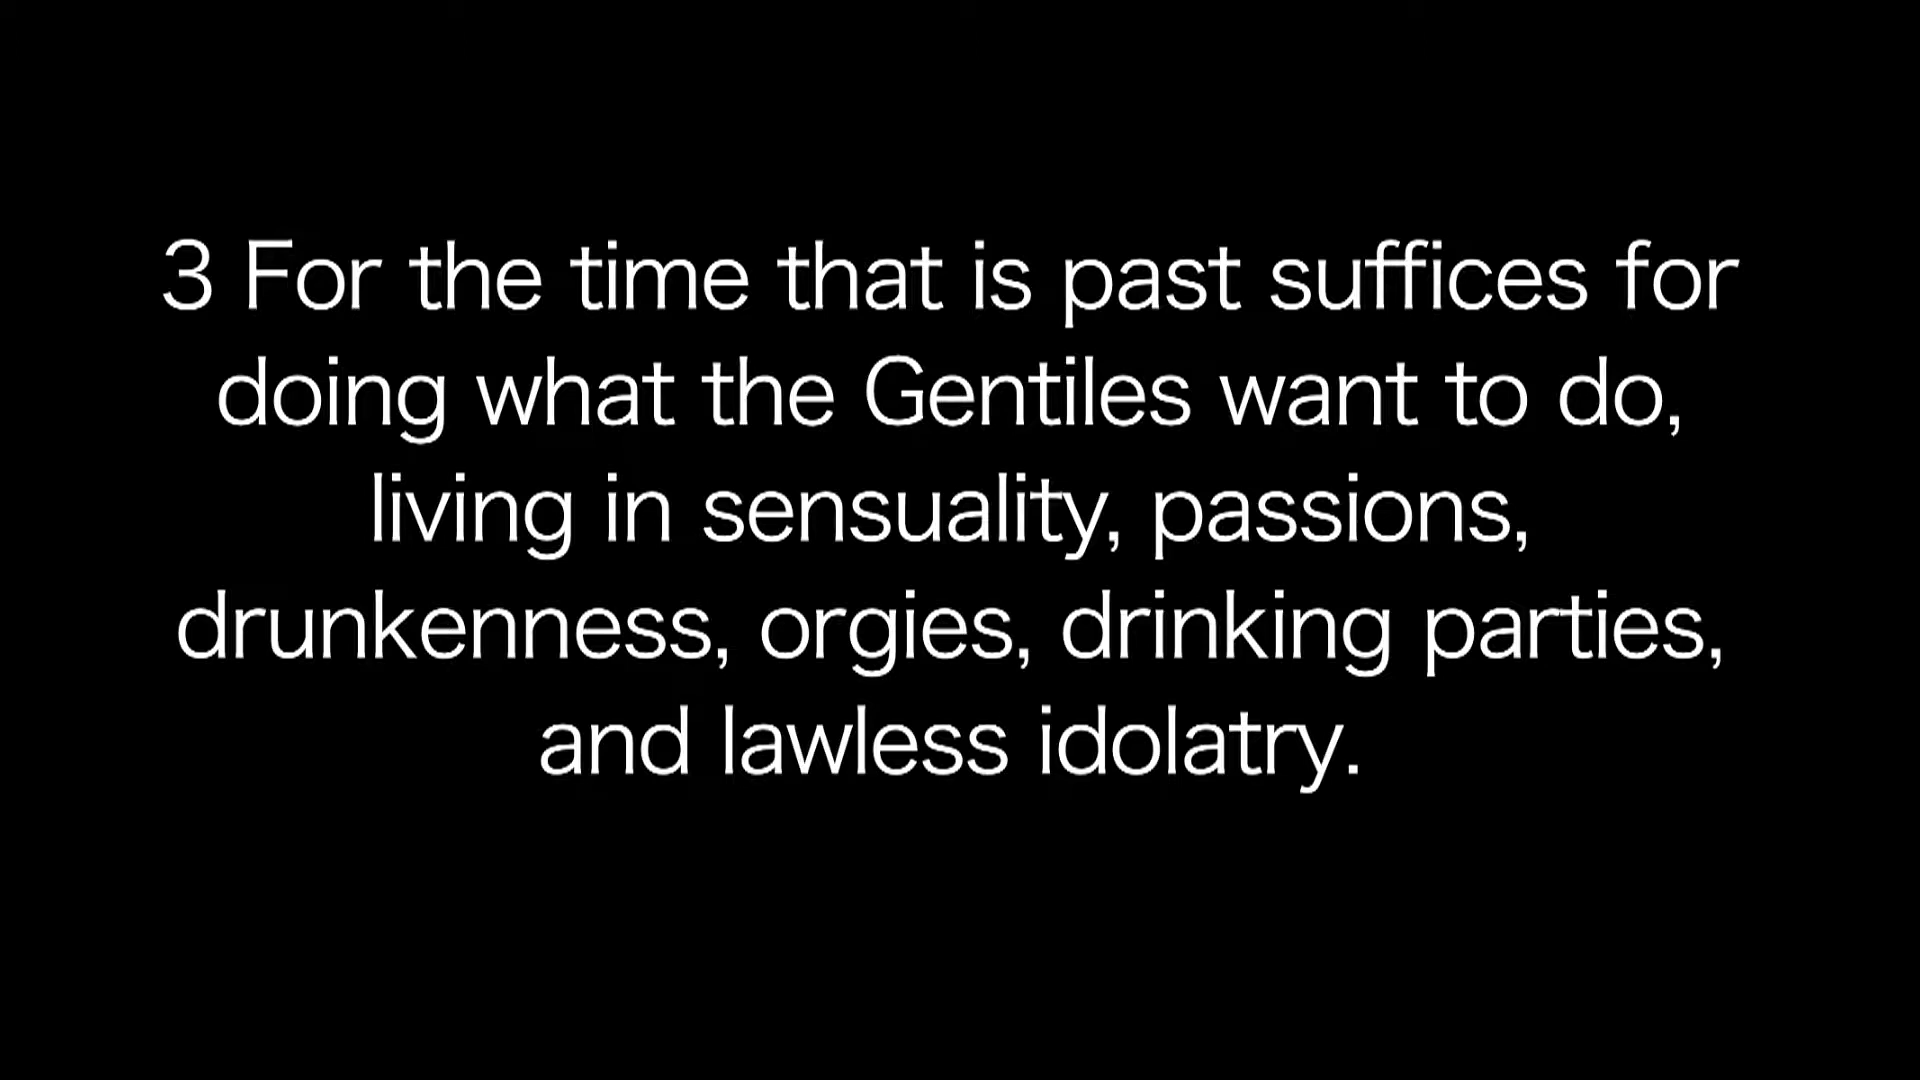 3 For the time that is past suffices for
doing what the Gentiles want to do,
living in sensuality, passions,
drunkenness, orgies, drinking parties,
and lawless idolatry.